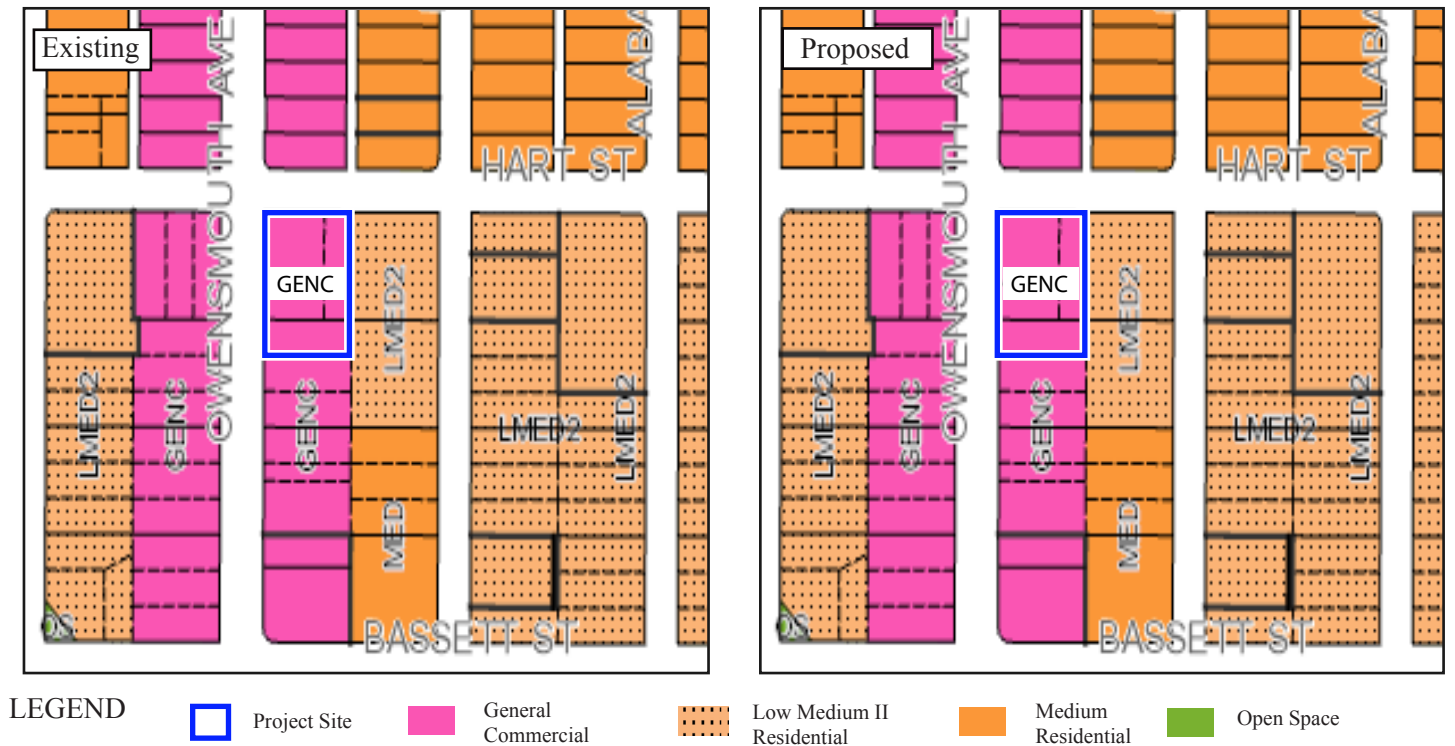 Existing
OWENSMOUTH AVE
ALABA
HART ST
GENC
LMED2
LMED2
GENC
GENC
LMED2
LMED2
MED
OS
BASSETT ST
Proposed
OWENSMOUTH AVE
ALABA
HART ST
GENC
LMED2
LMED2
GENC
GENC
LMED2
LMED2
MED
OS
BASSETT ST
LEGEND
Project Site
General
Commercial
Low Medium II
Residential
Medium
Residential
Open Space